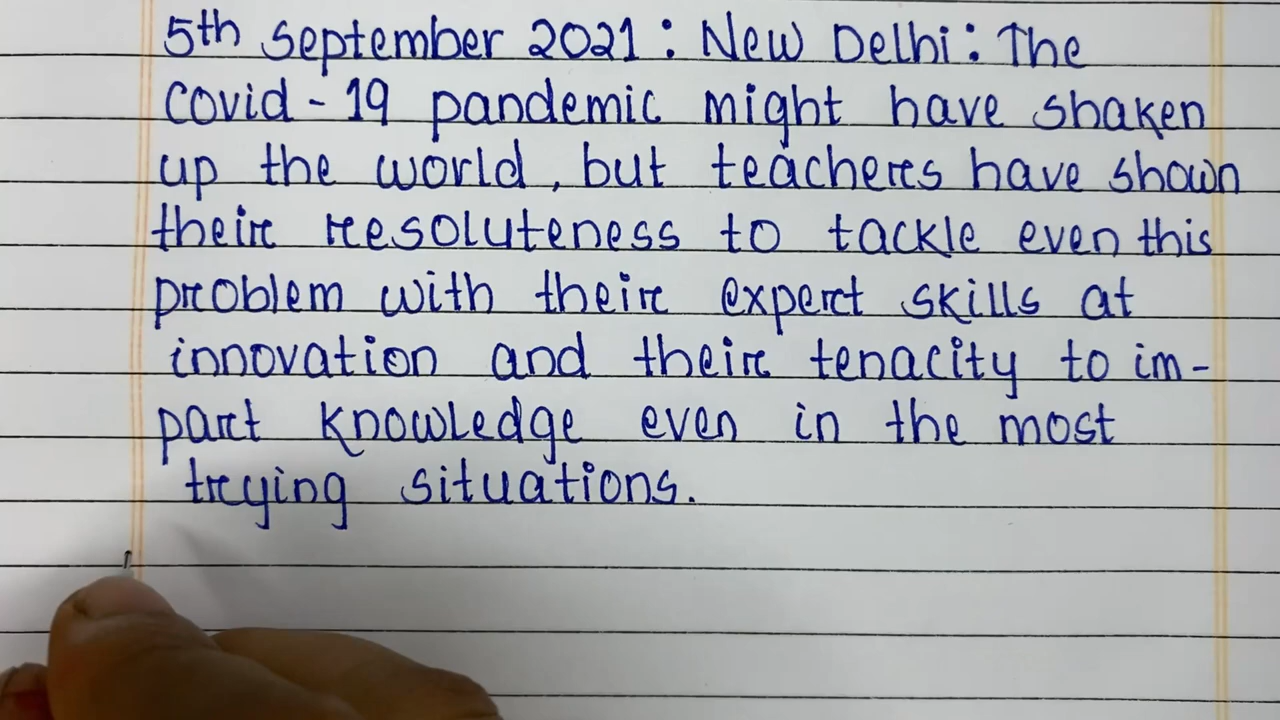 5th September 2021: New Delhi: The
Covid-19 pandemic might have shaken
up the world, but teachers have shown
their resoluteness to tackle even this
problem with their expert skills at
innovation and their tenacity to im-
part knowledge even in the most
trying situations.